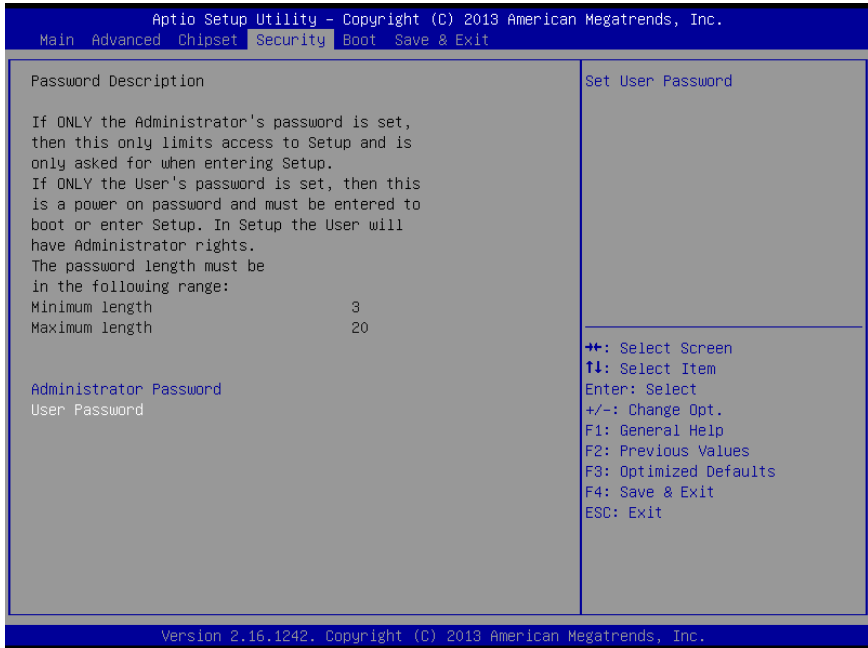 Aptio Setup Utility – Copyright (C) 2013 American Megatrends, Inc.
Main Advanced Chipset Security Boot Save & Exit
Password Description
If ONLY the Administrator's password is set,
then this only limits access to Setup and is
only asked for when entering Setup.
If ONLY the User's password is set, then this
is a power on password and must be entered to
boot or enter Setup. In Setup the User will
have Administrator rights.
The password length must be
in the following range:
Minimum length 3
Maximum length 20
Administrator Password
User Password
Set User Password
→←: Select Screen
↑↓: Select Item
Enter: Select
+/-: Change Opt.
F1: General Help
F2: Previous Values
F3: Optimized Defaults
F4: Save & Exit
ESC: Exit
Version 2.16.1242. Copyright (C) 2013 American Megatrends, Inc.